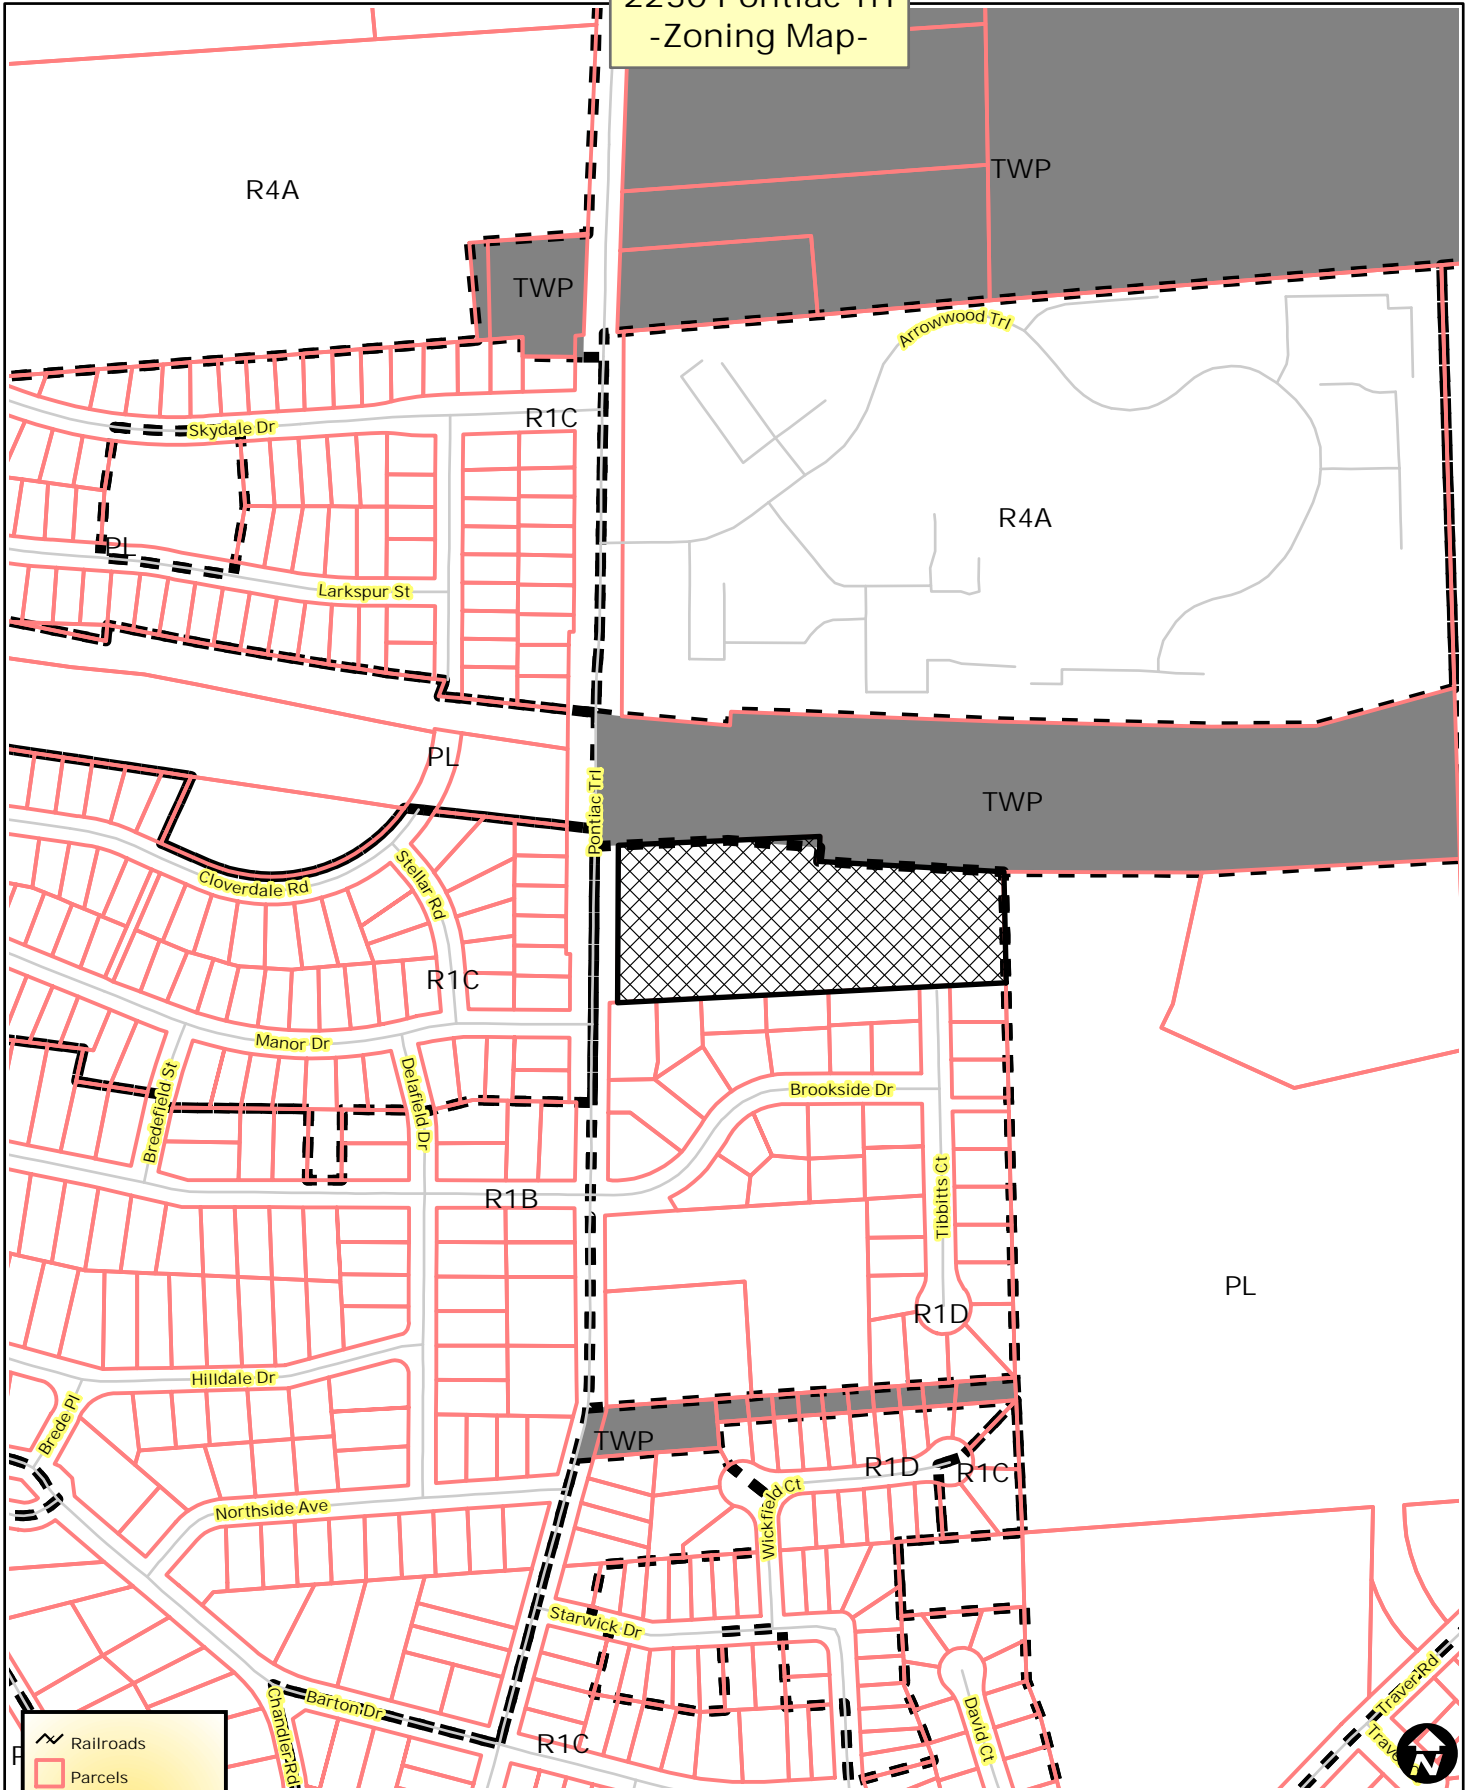 -Zoning Map-
R4A
TWP
TWP
Arrowwood Trl
R1C
Skydale Dr
R4A
PL
Larkspur St
PL
Pontiac Trl
TWP
Cloverdale Rd
Stellar Rd
R1C
Manor Dr
Delafield Dr
Bredefield St
Brookside Dr
Tibbitts Ct
R1B
PL
R1D
Hilldale Dr
Brede Pl
TWP
R1D
R1C
Wickfield Ct
Northside Ave
Starwick Dr
Barton Dr
Chandler Rd
David Ct
Traver Rd
R1C
Railroads
Parcels
N